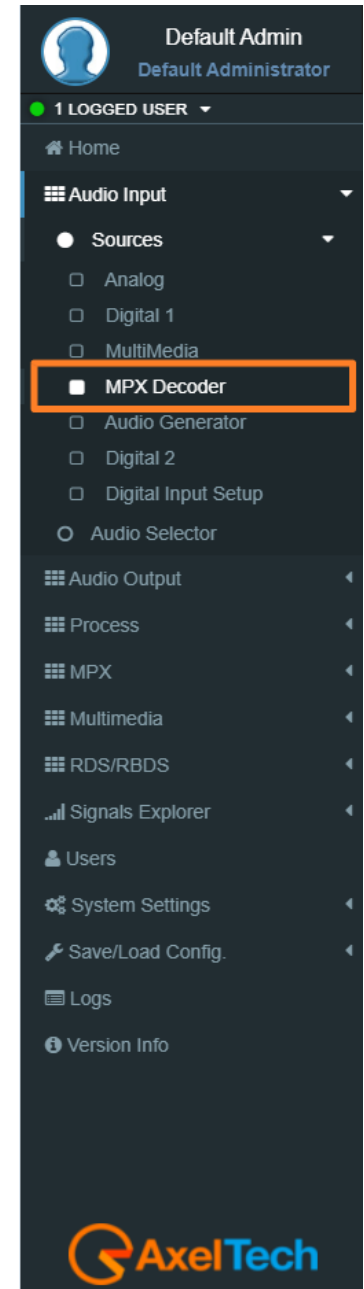 Default Admin
Default Administrator
1 LOGGED USER
Home
Audio Input
Sources
Analog
Digital 1
MultiMedia
MPX Decoder
Audio Generator
Digital 2
Digital Input Setup
Audio Selector
Audio Output
Process
MPX
Multimedia
RDS/RBDS
Signals Explorer
Users
System Settings
Save/Load Config.
Logs
Version Info
AxelTech